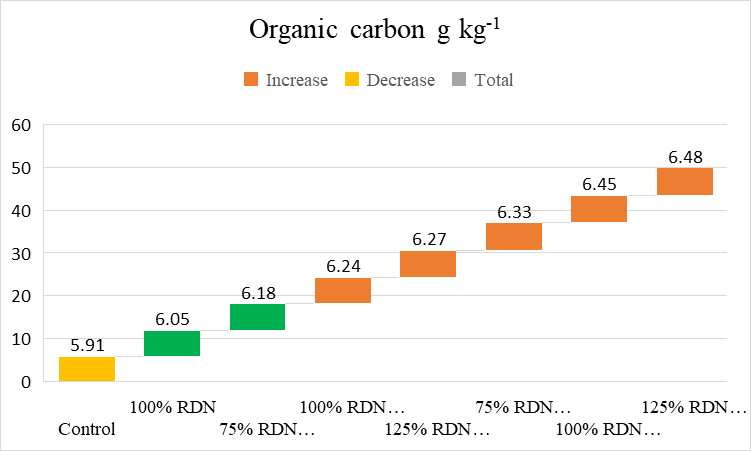 Organic carbon g kg-1
Increase Decrease Total
60
50
40
30
20
10
0
5.91
6.05
6.18
6.24
6.27
6.33
6.45
6.48
Control
100% RDN
75% RDN…
100% RDN…
125% RDN…
75% RDN…
100% RDN…
125% RDN…